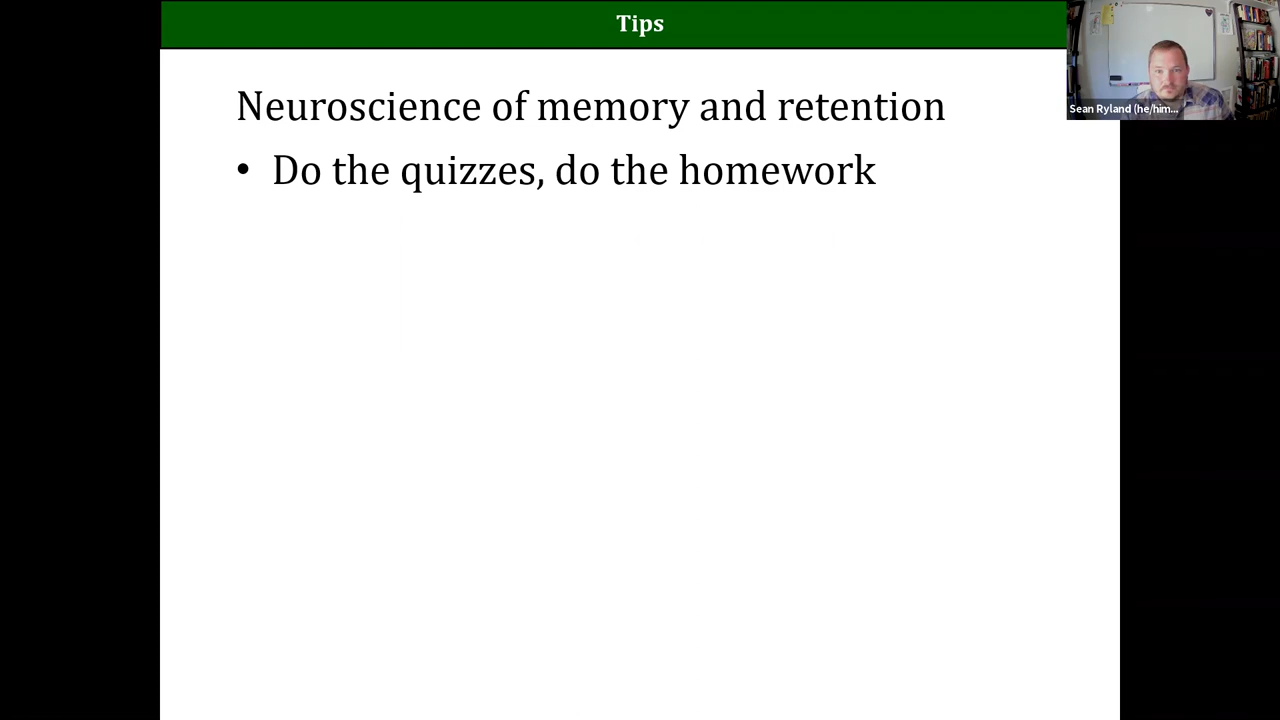 Tips
Sean Ryland (he/him...
Neuroscience of memory and retention
• Do the quizzes, do the homework